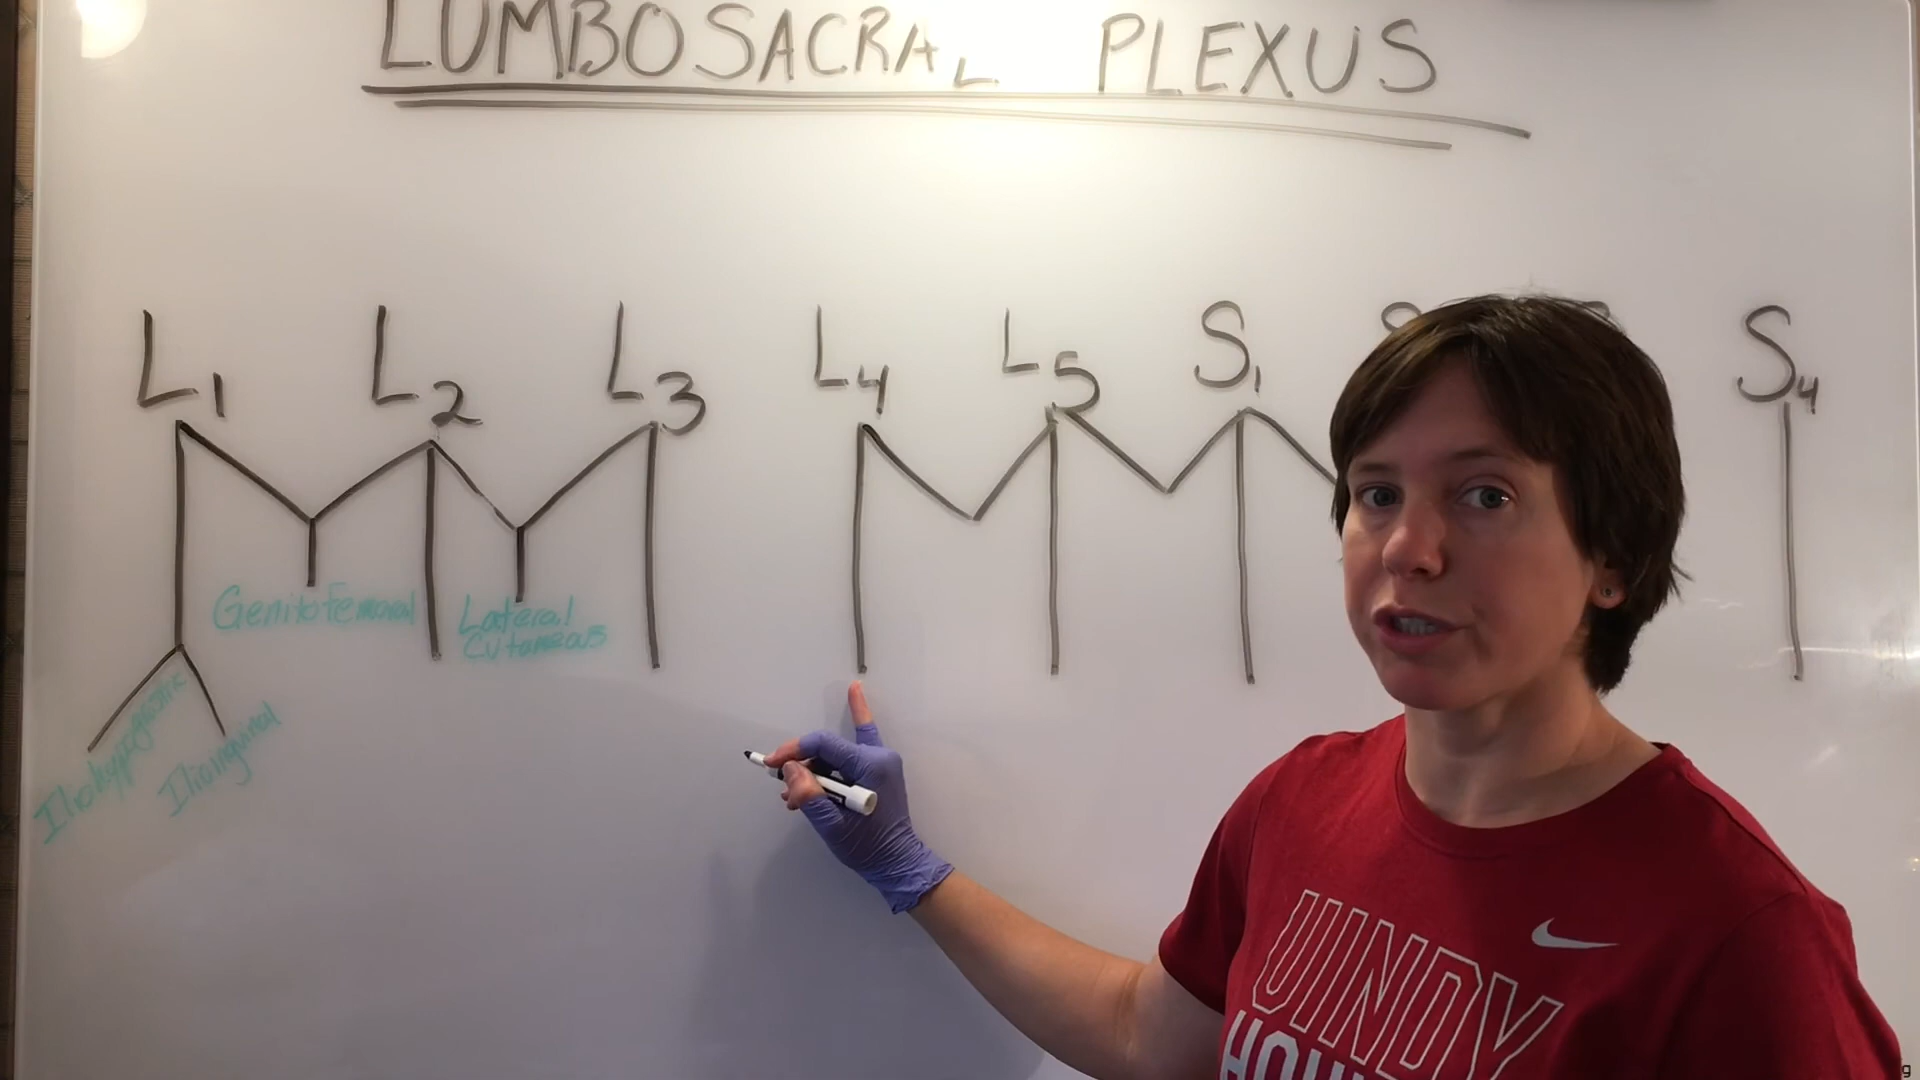 LUMBOSACRAL PLEXUS
L1 L2 L3 L4 L5 S1 S4
Genitofemoral
Lateral
Cutaneous
Iliohypogastric
Ilioinguinal
UINDY